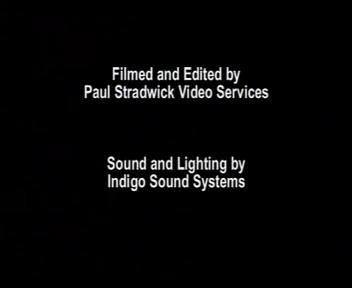 Filmed and Edited by
Paul Stradwick Video Services
Sound and Lighting by
Indigo Sound Systems